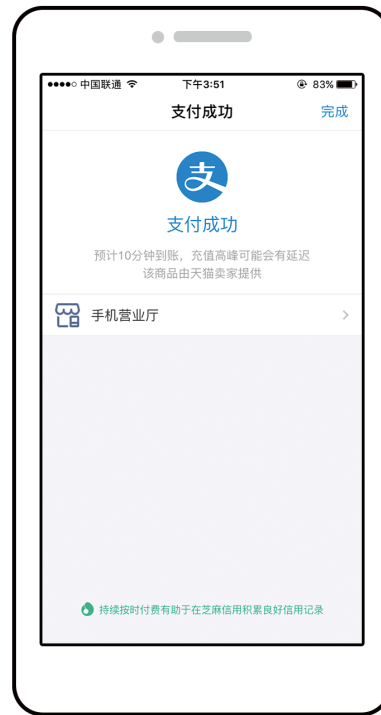 中国联通 下午3:51 83%
支付成功 完成
支
支付成功
预计10分钟到账，充值高峰可能会有延迟
该商品由天猫卖家提供
手机营业厅
持续按时付费有助于在芝麻信用积累良好信用记录